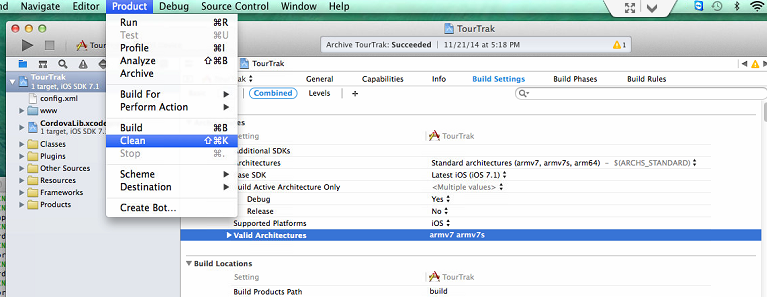 nd Navigate Editor Product Debug Source Control Window Help
Run ⌘R
Test ⌘U
Profile ⌘I
Analyze ⇧⌘B
Archive
Build For
Perform Action
Build ⌘B
Clean ⇧⌘K
Stop ⌘.
Scheme
Destination
Create Bot...
TourTrak
Archive TourTrak: Succeeded | 11/21/14 at 5:18 PM 1
TourTrak
TourTrak
1 target, iOS SDK 7.1
config.xml
www
CordovaLib.xcode
1 target, iOS SDK 7.
Classes
Plugins
Other Sources
Resources
Frameworks
Products
General Capabilities Info Build Settings Build Phases Build Rules
Combined Levels +
Setting TourTrak
Additional SDKs
Architectures Standard architectures (armv7, armv7s, arm64) – $(ARCHS_STANDARD)
ase SDK Latest iOS (iOS 7.1)
uild Active Architecture Only <Multiple values>
Debug Yes
Release No
Supported Platforms iOS
Valid Architectures armv7 armv7s
Build Locations
Setting TourTrak
Build Products Path build